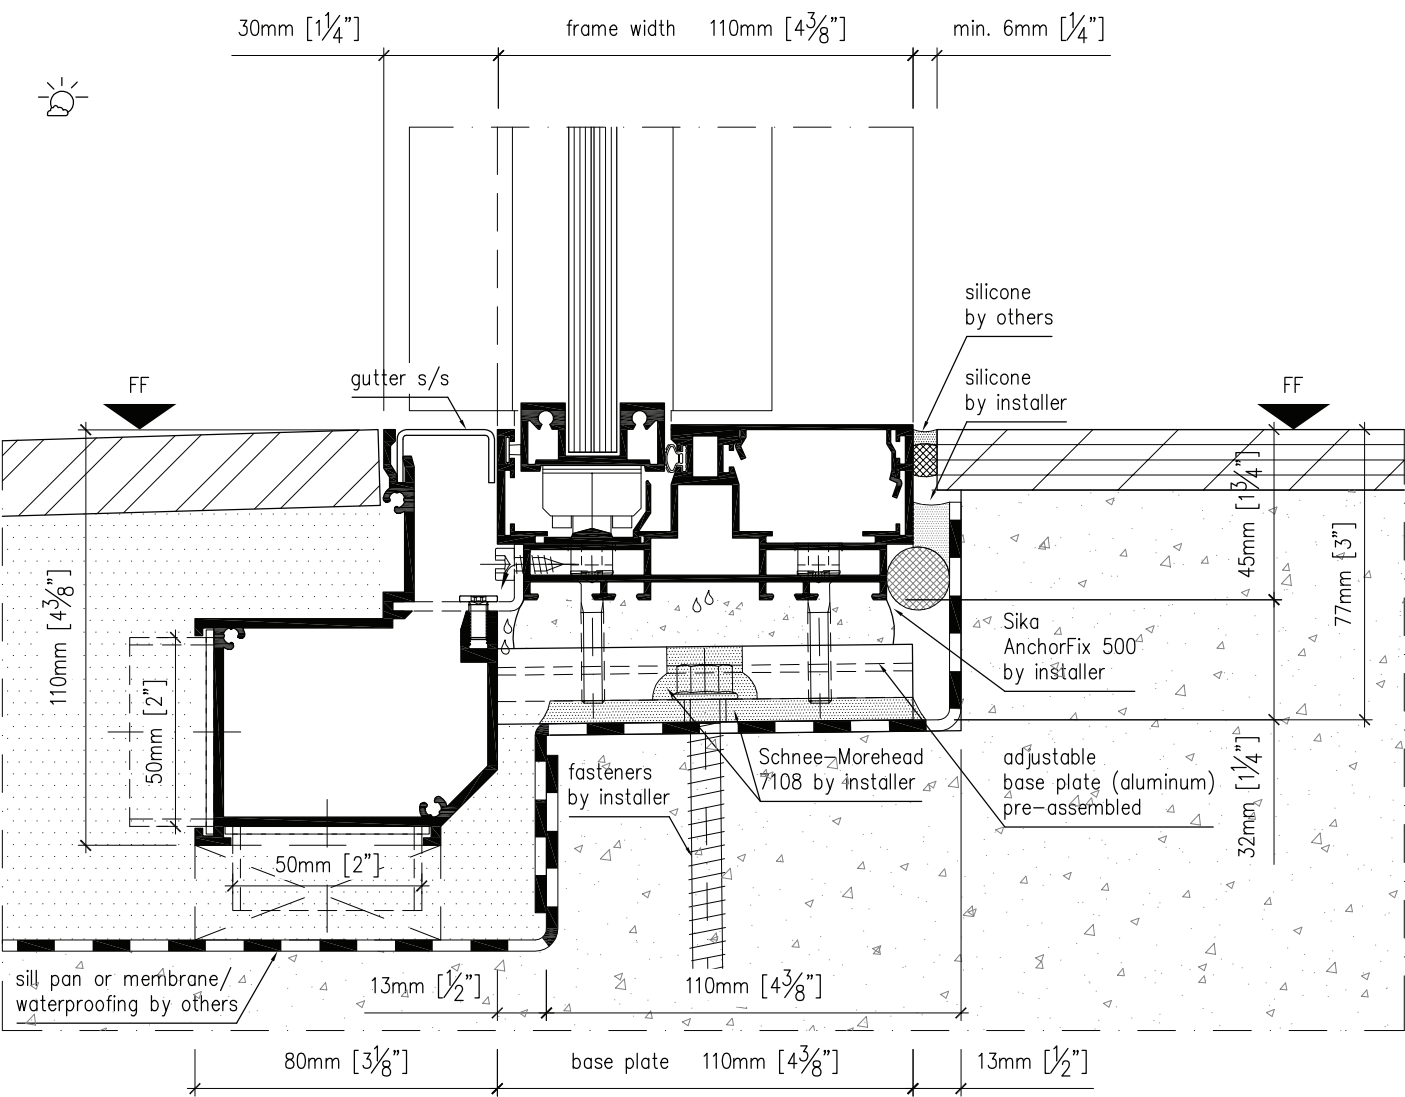 30mm [1¼”]
frame width 110mm [4⅜”]
min. 6mm [¼”]
silicone
by others
FF
gutter s/s
silicone
by installer
FF
110mm [4⅜”]
50mm [2”]
45mm [1¾”]
77mm [3”]
32mm [1¼”]
Sika
AnchorFix 500
by installer
fasteners
by installer
Schnee-Morehead
7108 by installer
adjustable
base plate (aluminum)
pre-assembled
50mm [2”]
sill pan or membrane/
waterproofing by others
13mm [½”]
110mm [4⅜”]
80mm [3⅛”]
base plate 110mm [4⅜”]
13mm [½”]